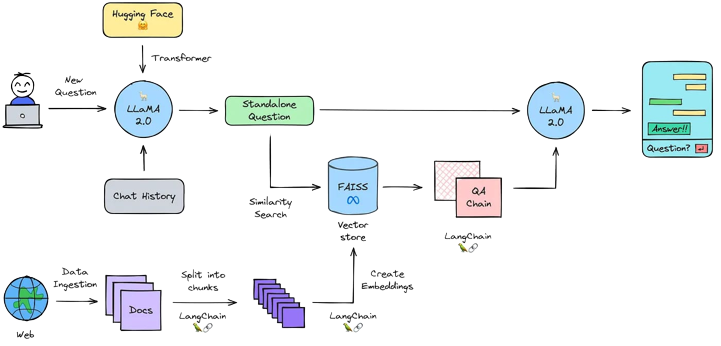 Hugging Face
Transformer
New
Question
LLaMA
2.0
Standalone
Question
LLaMA
2.0
Answer!!
Question?
Chat History
Similarity
Search
FAISS
Vector
store
QA
Chain
LangChain
Web
Data
Ingestion
Docs
Split into
chunks
LangChain
LangChain
Create
Embeddings
LangChain